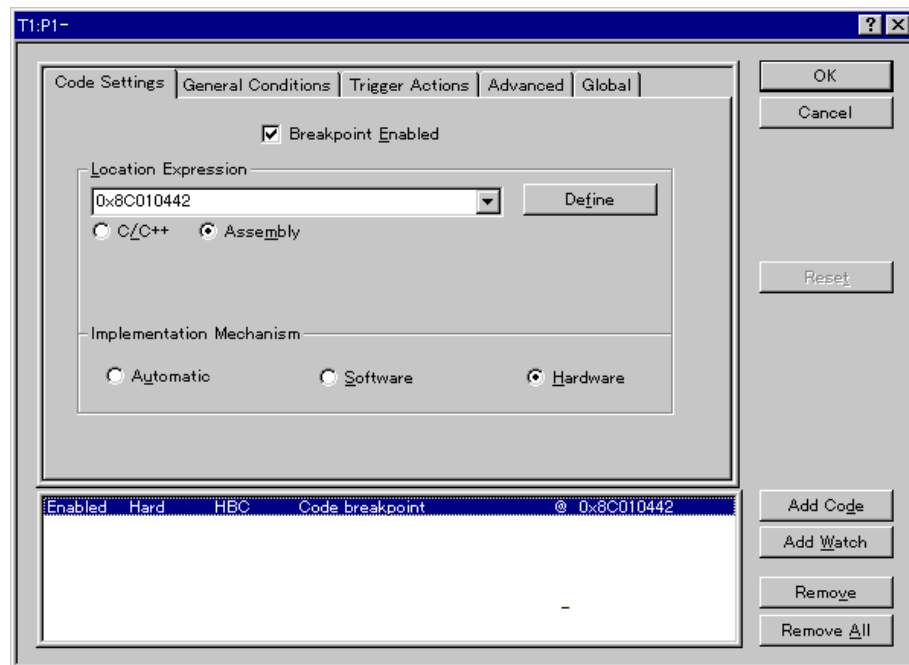 T1:P1-
Code Settings General Conditions Trigger Actions Advanced Global
OK
Cancel
Breakpoint Enabled
Location Expression
0x8C010442
Define
C/C++ Assembly
Reset
Implementation Mechanism
Automatic Software Hardware
Enabled Hard HBC Code breakpoint @ 0x8C010442
Add Code
Add Watch
Remove
Remove All